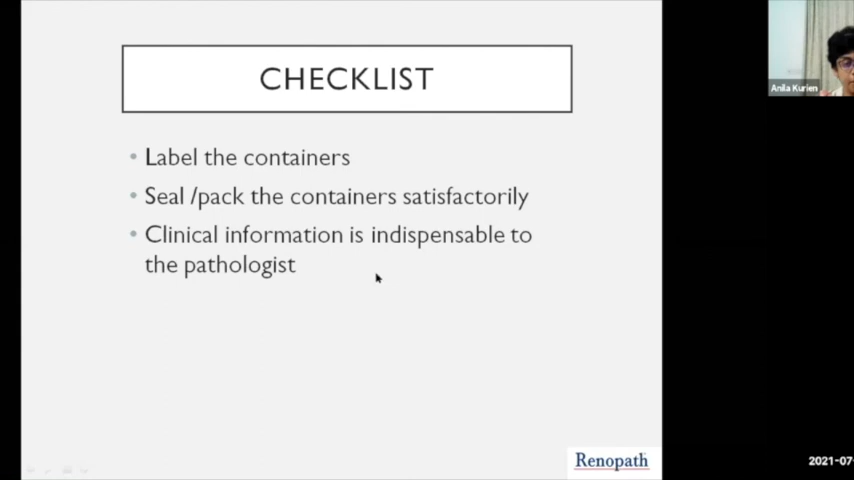 CHECKLIST
Anila Kurien
• Label the containers
• Seal /pack the containers satisfactorily
• Clinical information is indispensable to
the pathologist
Renopath
2021-07-